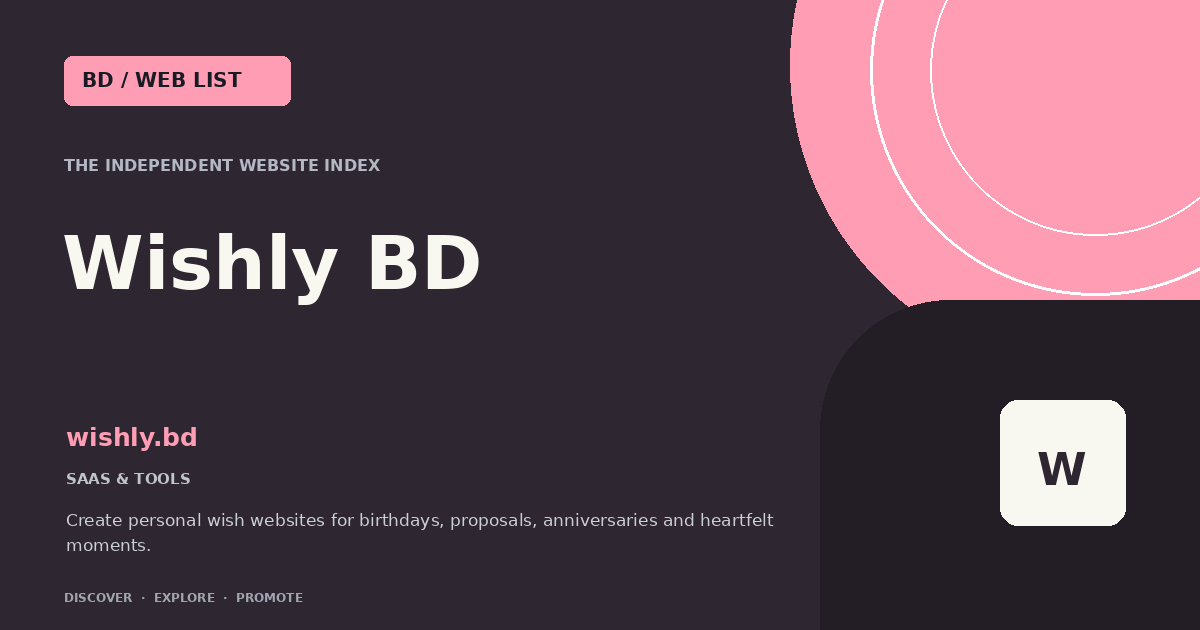 BD / WEB LIST
THE INDEPENDENT WEBSITE INDEX
Wishly BD
wishly.bd
SAAS & TOOLS
Create personal wish websites for birthdays, proposals, anniversaries and heartfelt
moments.
W
DISCOVER · EXPLORE · PROMOTE